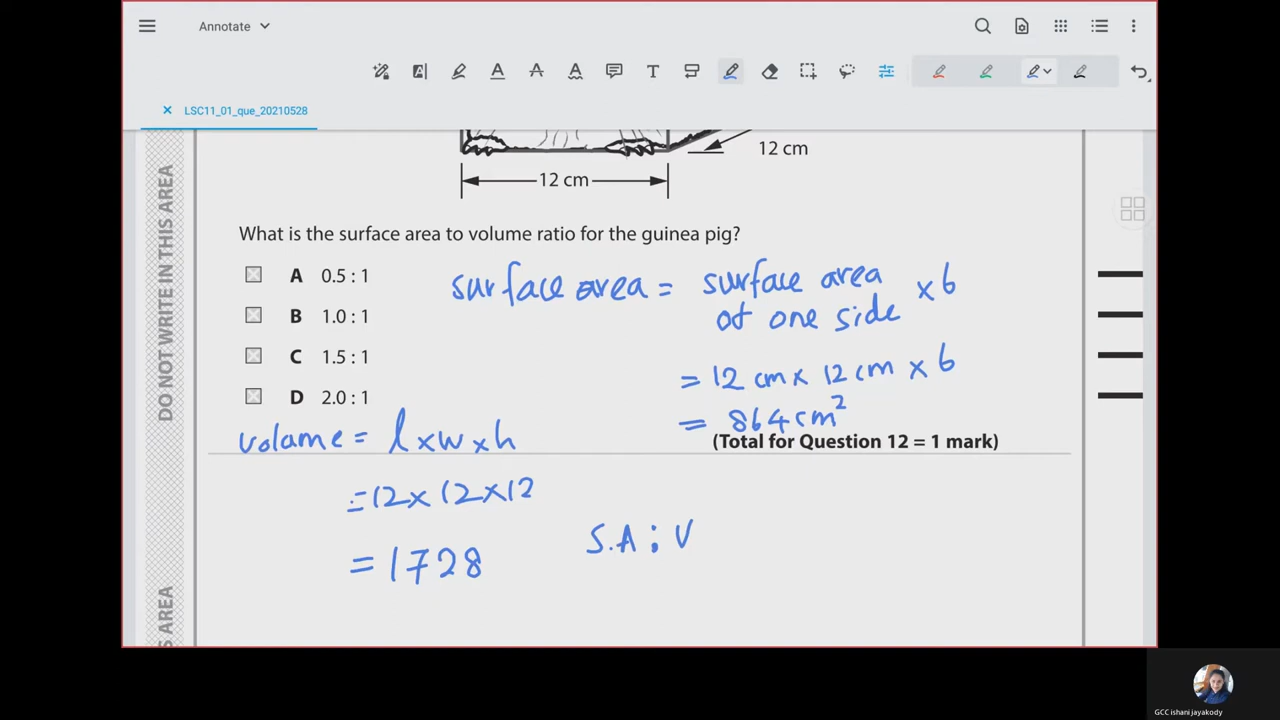 Annotate
LSC11_01_que_20210528
12 cm
12 cm
DO NOT WRITE IN THIS AREA
What is the surface area to volume ratio for the guinea pig?
A 0.5 : 1
B 1.0 : 1
C 1.5 : 1
D 2.0 : 1
surface area = surface area × 6
of one side
= 12 cm × 12 cm × 6
= 864 cm²
(Total for Question 12 = 1 mark)
volume = l × w × h
= 12 × 12 × 12
= 1728
S.A : V
S AREA
GCC ishani jayakody